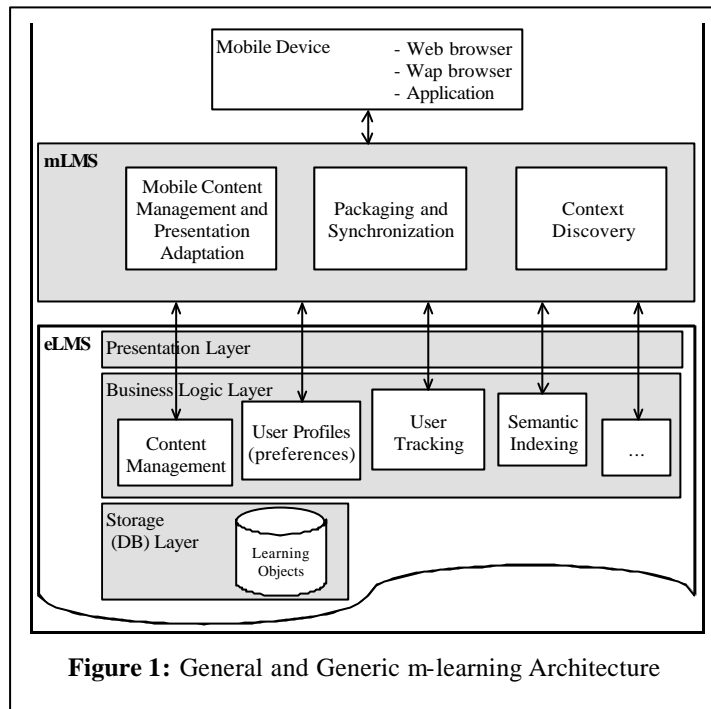 Mobile Device
- Web browser
- Wap browser
- Application
mLMS
Mobile Content
Management and
Presentation
Adaptation
Packaging and
Synchronization
Context
Discovery
eLMS
Presentation Layer
Business Logic Layer
Content
Management
User Profiles
(preferences)
User
Tracking
Semantic
Indexing
...
Storage
(DB) Layer
Learning
Objects
Figure 1: General and Generic m-learning Architecture